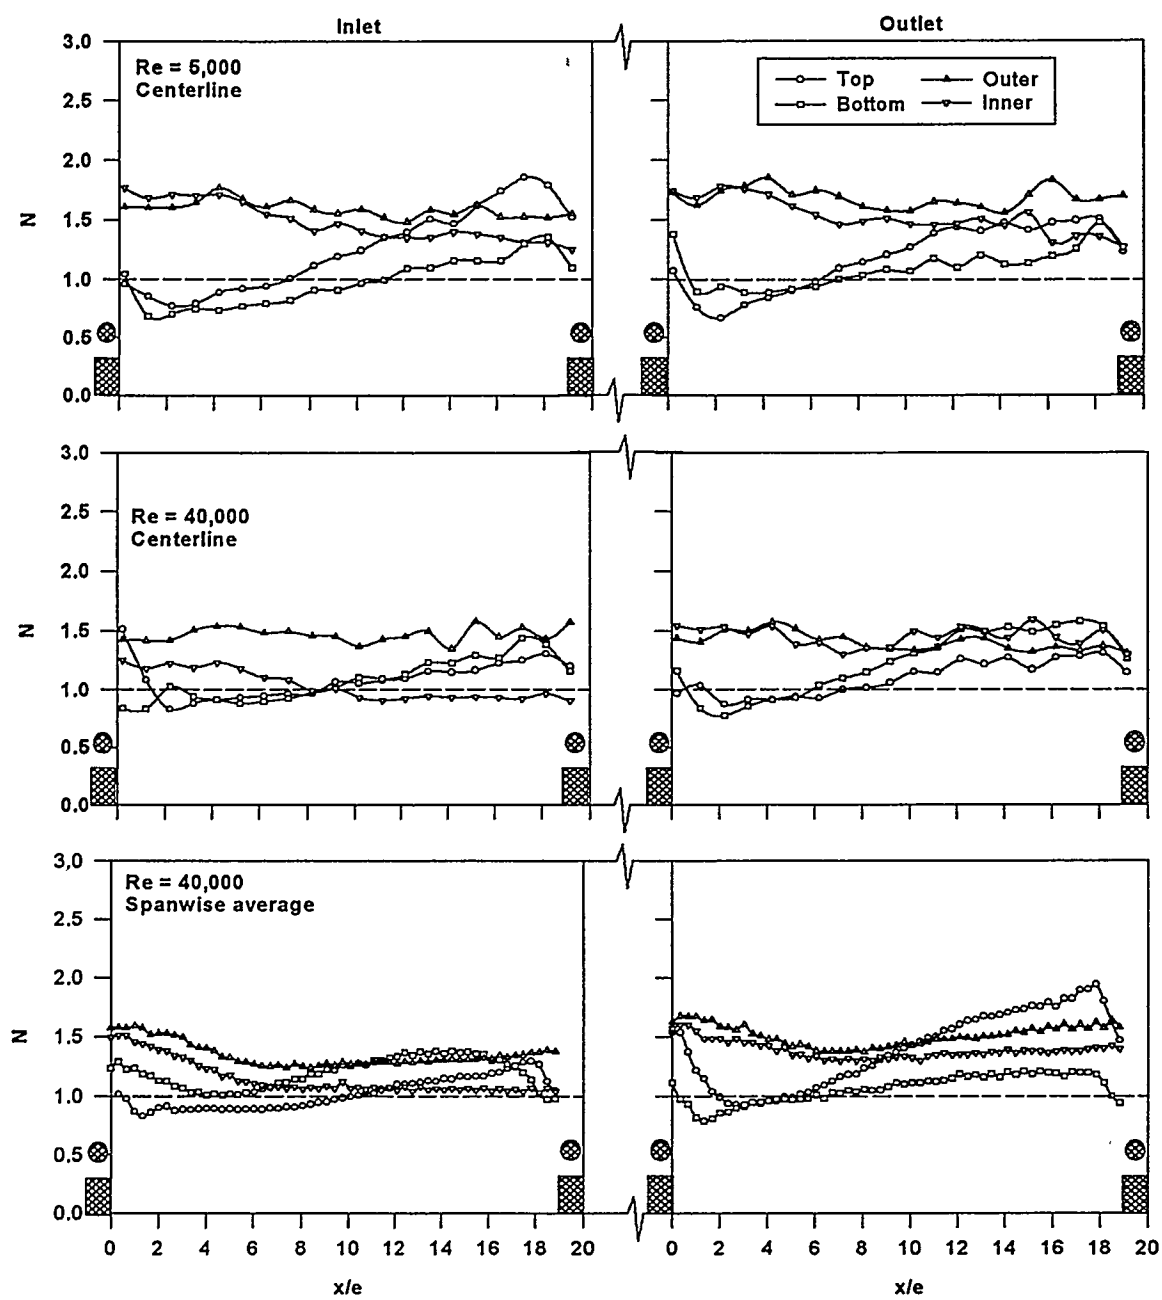 Inlet
Outlet
3.0
2.5
2.0
1.5
1.0
0.5
0.0
N
Re = 5,000
Centerline
Top
Outer
Bottom
Inner
3.0
2.5
2.0
1.5
1.0
0.5
0.0
N
Re = 40,000
Centerline
3,0
2.5
2.0
1.5
1.0
0.5
0.0
N
Re = 40,000
Spanwise average
0 2 4 6 8 10 12 14 16 18 20
0 2 4 6 8 10 12 14 16 18 20
x/e
x/e